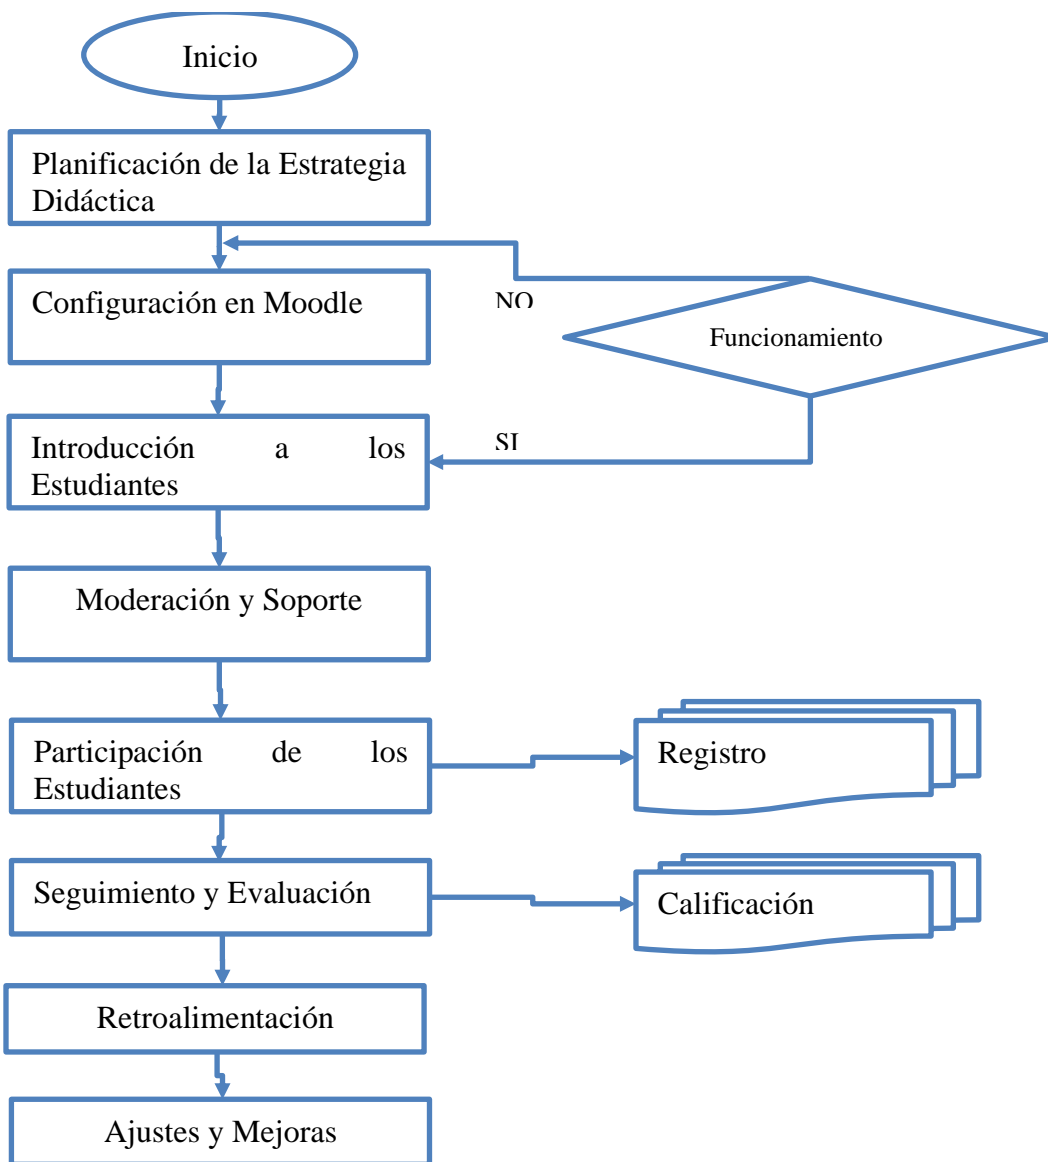 Inicio
Planificación de la Estrategia
Didáctica
Configuración en Moodle
NO
Funcionamiento
Introducción a los
Estudiantes
SI
Moderación y Soporte
Participación de los
Estudiantes
Registro
Seguimiento y Evaluación
Calificación
Retroalimentación
Ajustes y Mejoras